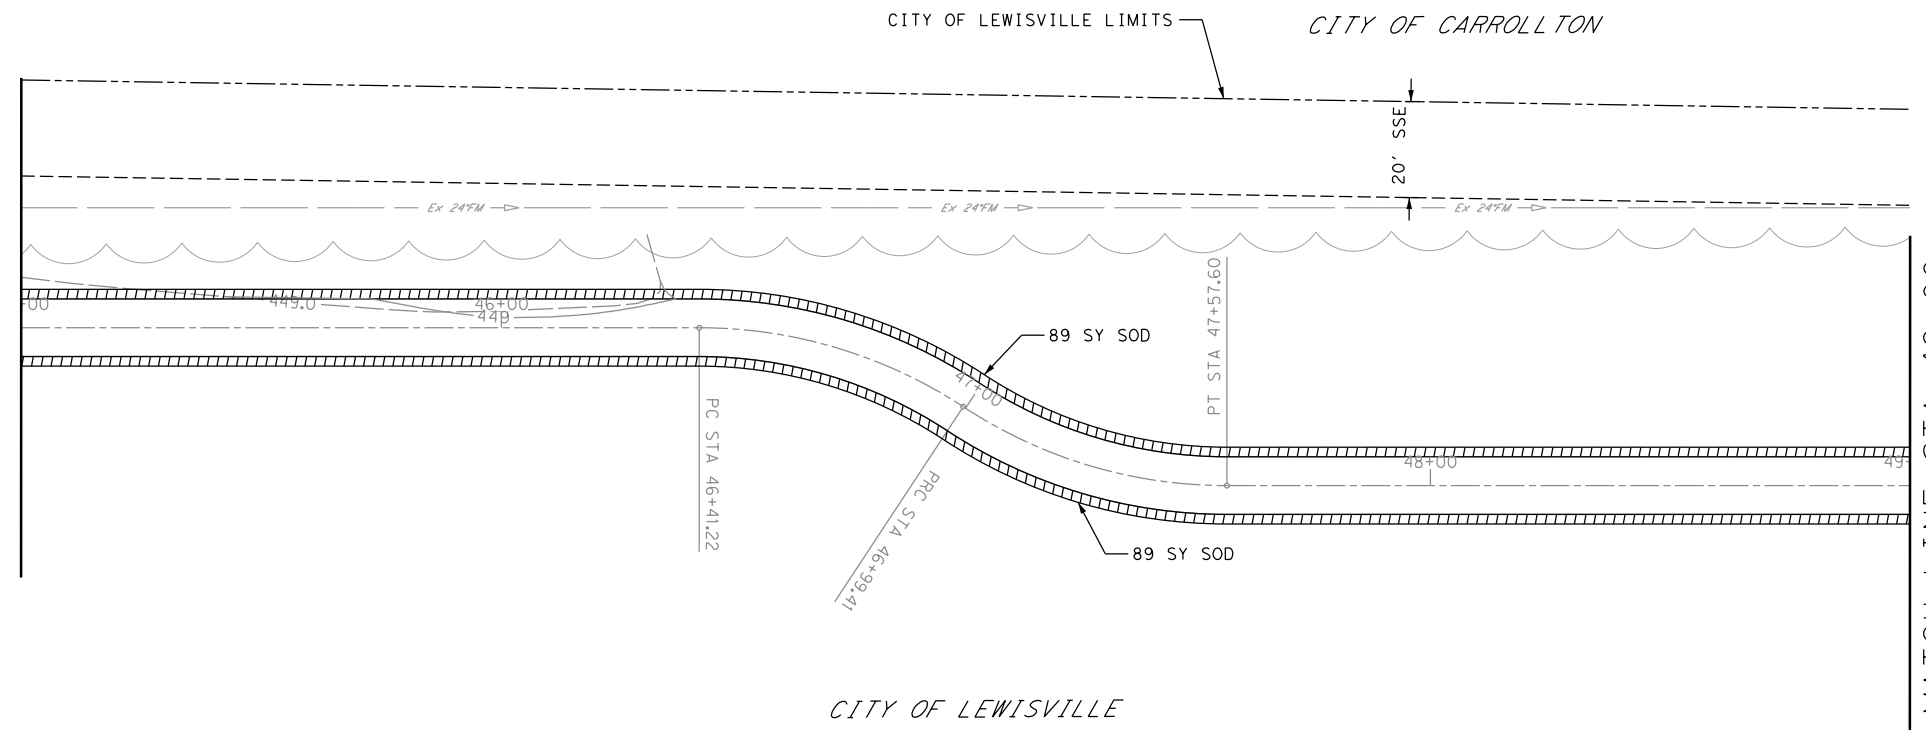 CITY OF LEWISVILLE LIMITS
CITY OF CARROLLTON
20' SSE
Ex 24"FM
Ex 24"FM
Ex 24"FM
+00
449.0
46+00
449
PT STA 47+57.60
89 SY SOD
47+00
PC STA 46+41.22
48+00
49
PRC STA 46+99.41
89 SY SOD
CITY OF LEWISVILLE